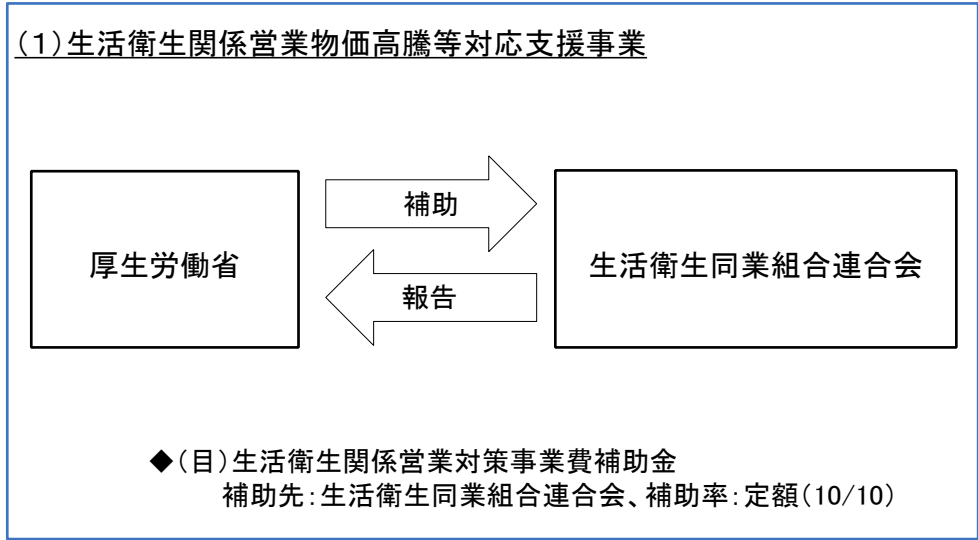 (1)生活衛生関係営業物価高騰等対応支援事業
補助
厚生労働省
生活衛生同業組合連合会
報告
◆(目)生活衛生関係営業対策事業費補助金
補助先:生活衛生同業組合連合会、補助率:定額(10/10)